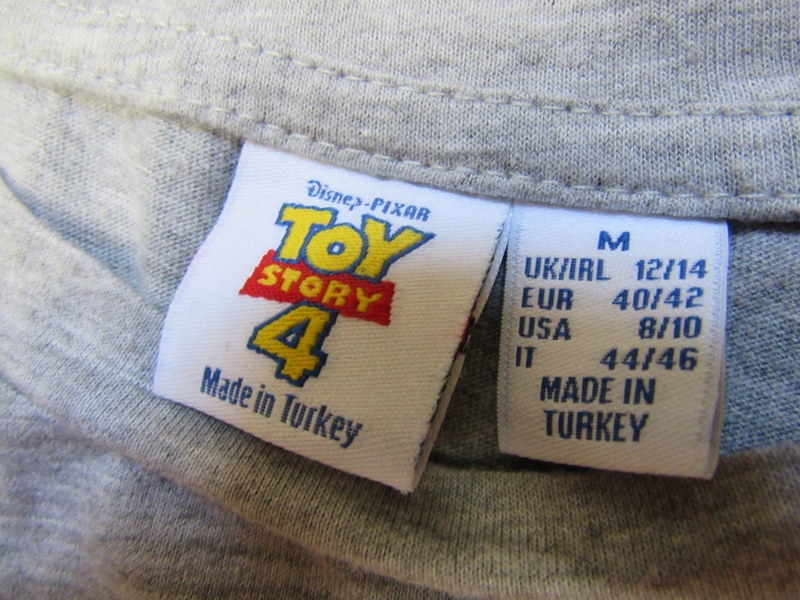 Disney-PIXAR
TOY
STORY
4
Made in Turkey
M
UK/IRL 12/14
EUR 40/42
USA 8/10
IT 44/46
MADE IN
TURKEY